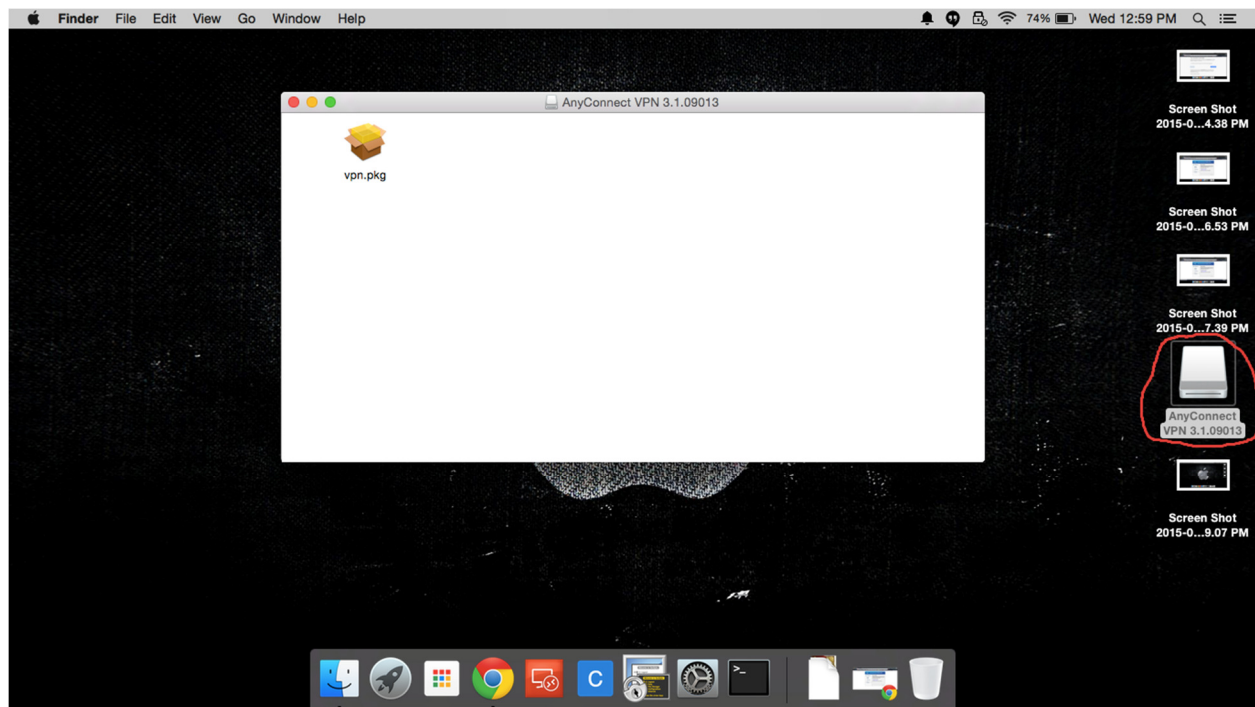 Finder File Edit View Go Window Help 74% Wed 12:59 PM
AnyConnect VPN 3.1.09013
vpn.pkg
Screen Shot
2015-0...4.38 PM
Screen Shot
2015-0...6.53 PM
Screen Shot
2015-0...7.39 PM
AnyConnect
VPN 3.1.09013
Screen Shot
2015-0...9.07 PM
C
>_